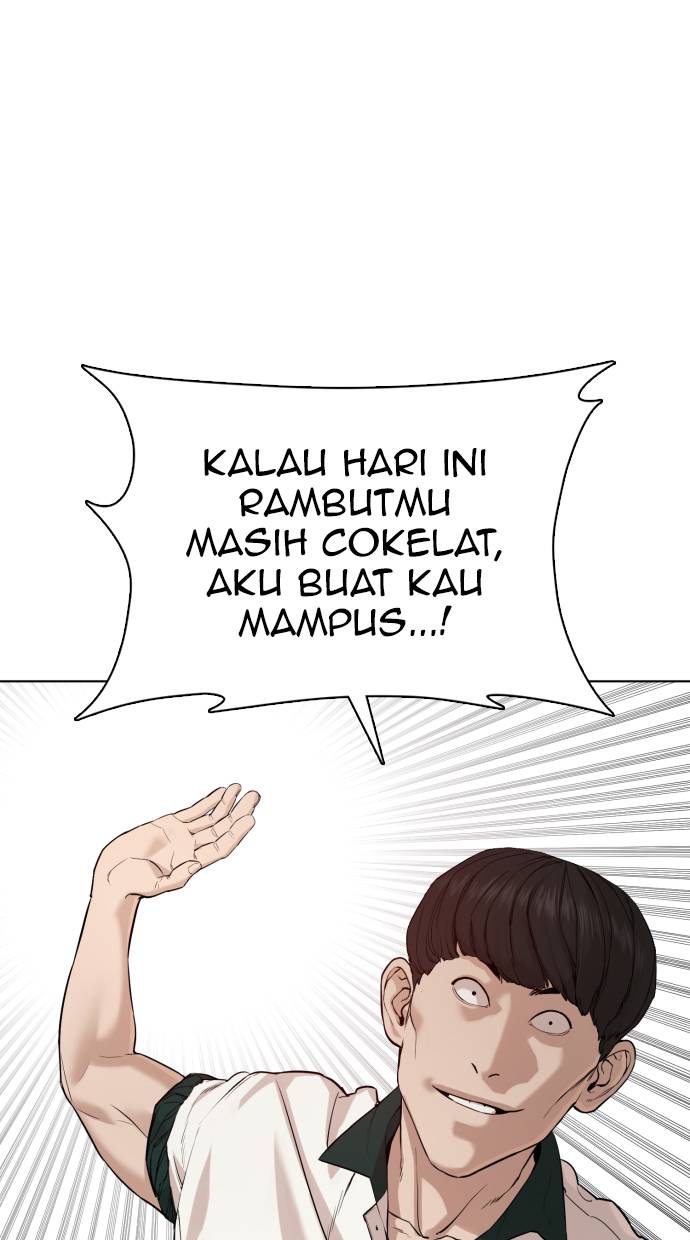 KALAU HARI INI
RAMBUTMU
MASIH COKELAT,
AKU BUAT KAU
MAMPUS...!